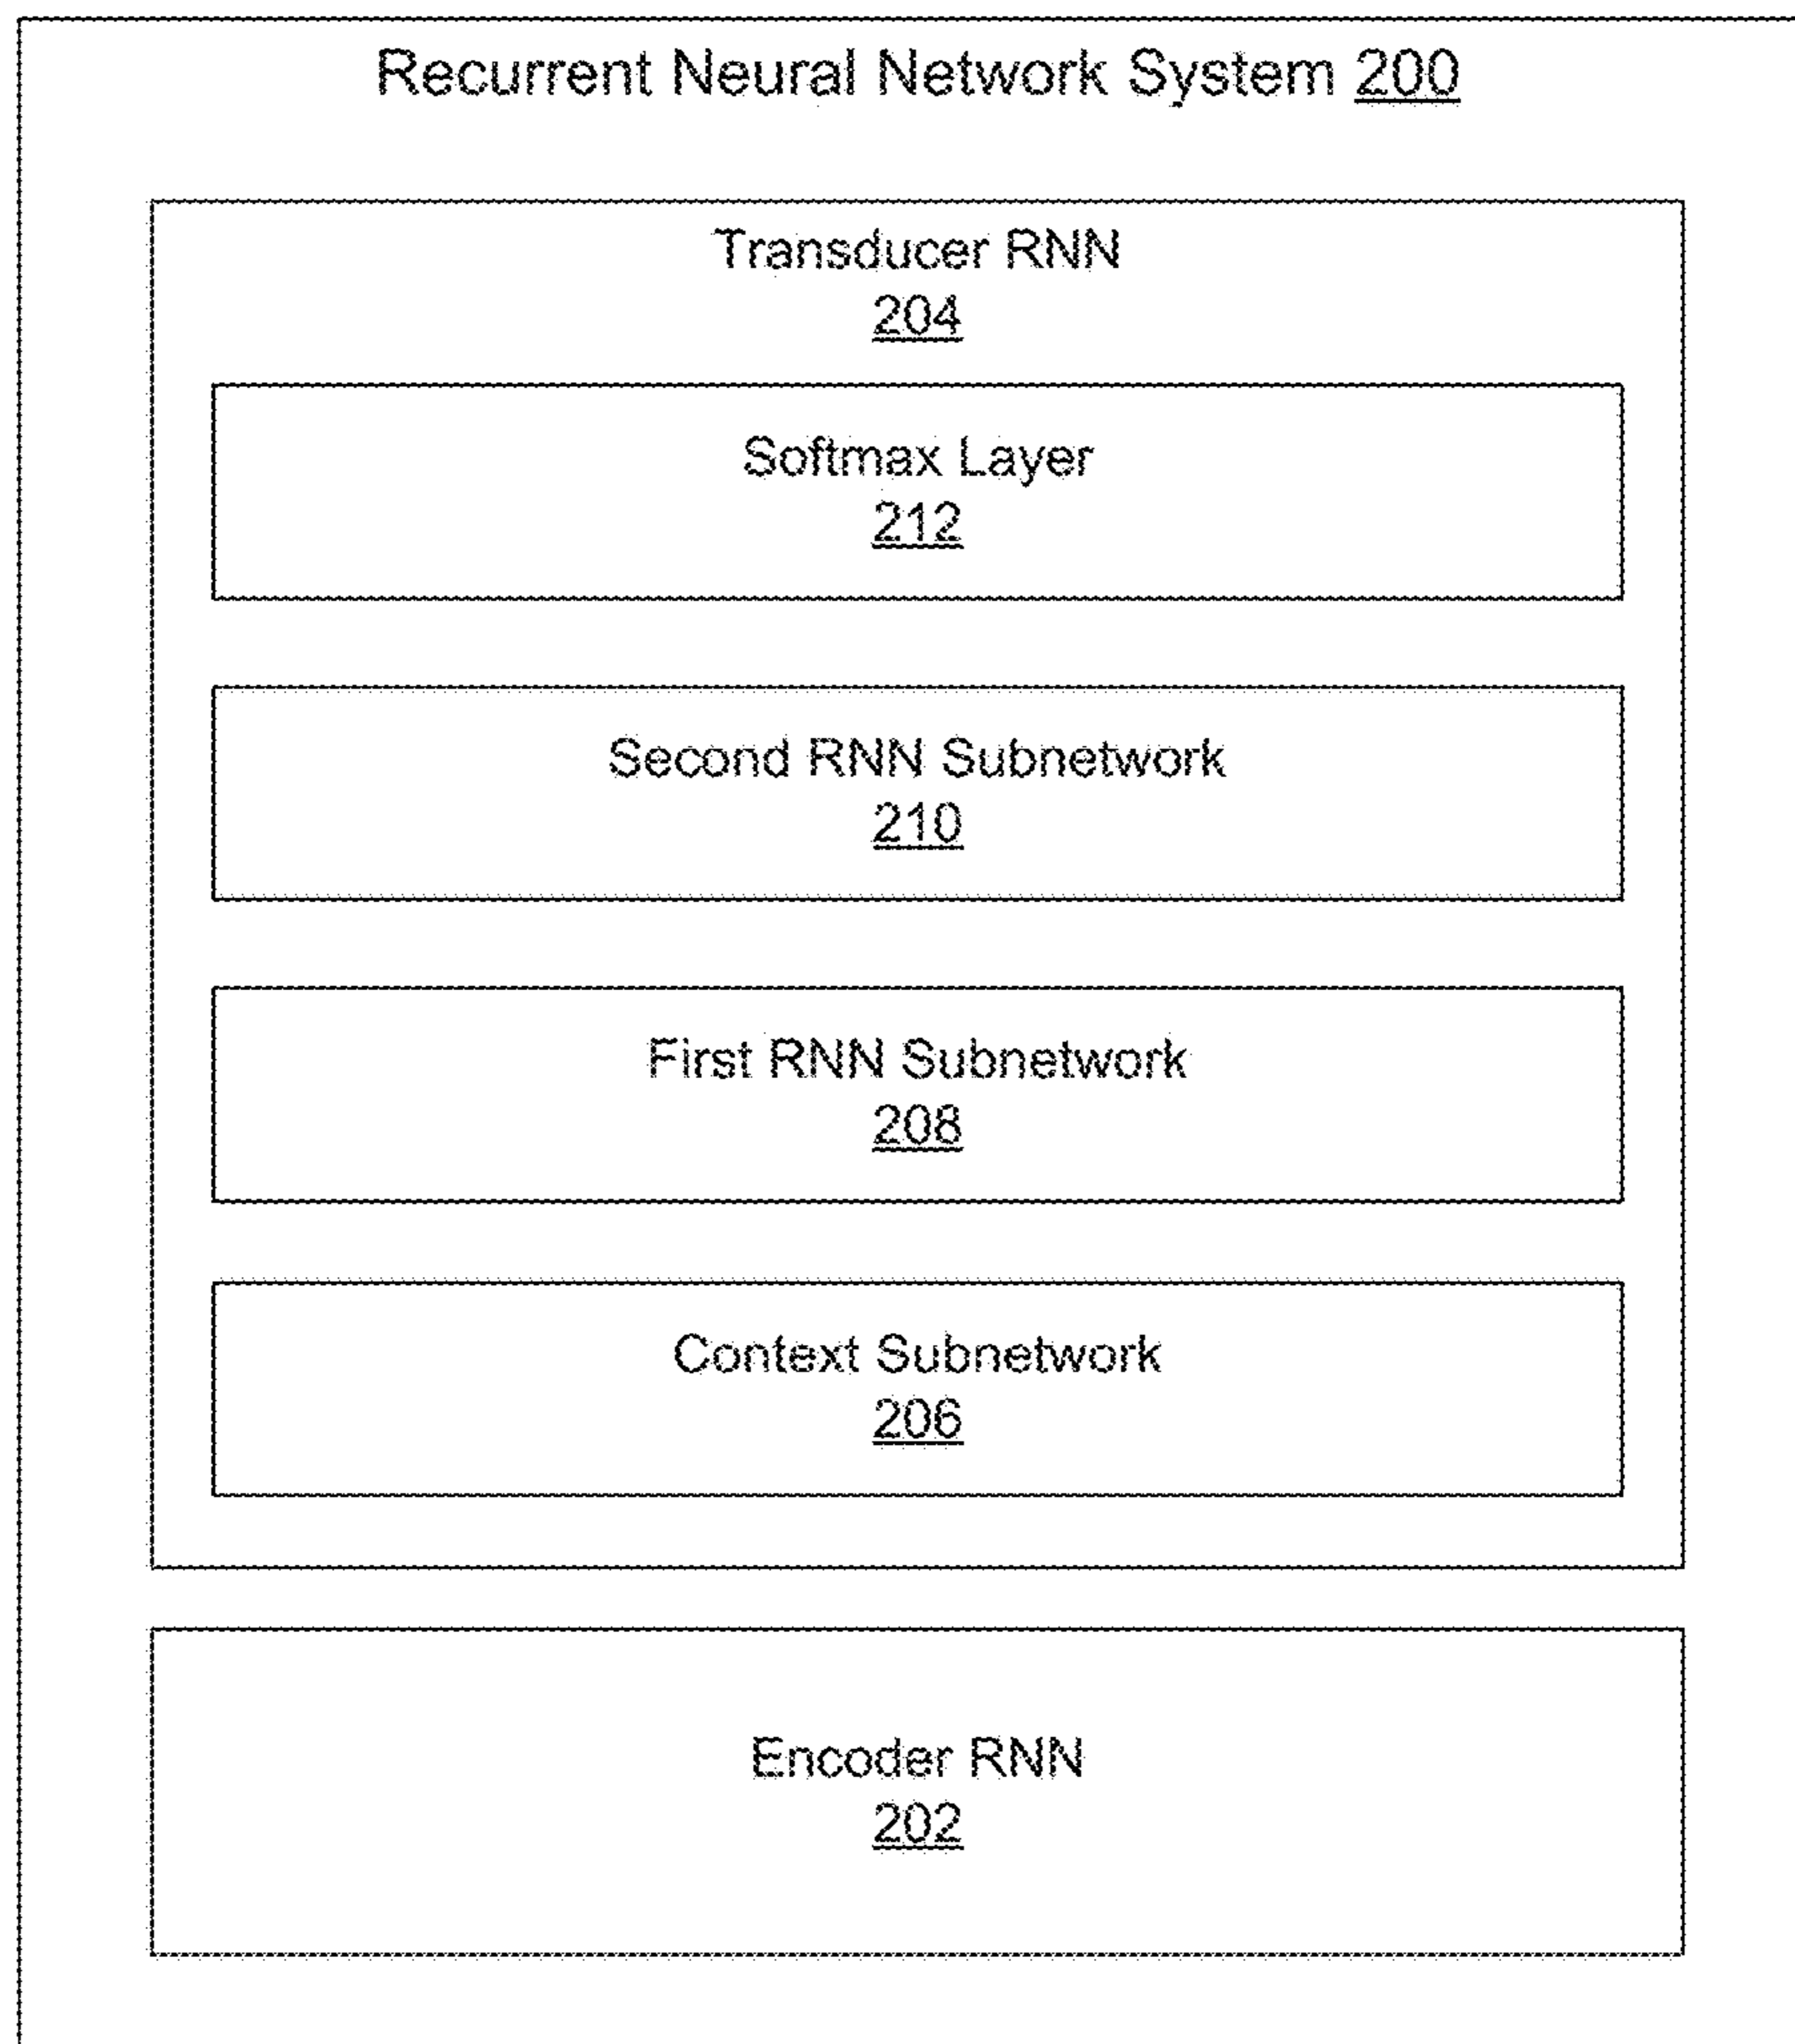 Recurrent Neural Network System 200
Transducer RNN
204
Softmax Layer
212
Second RNN Subnetwork
210
First RNN Subnetwork
208
Context Subnetwork
206
Encoder RNN
202